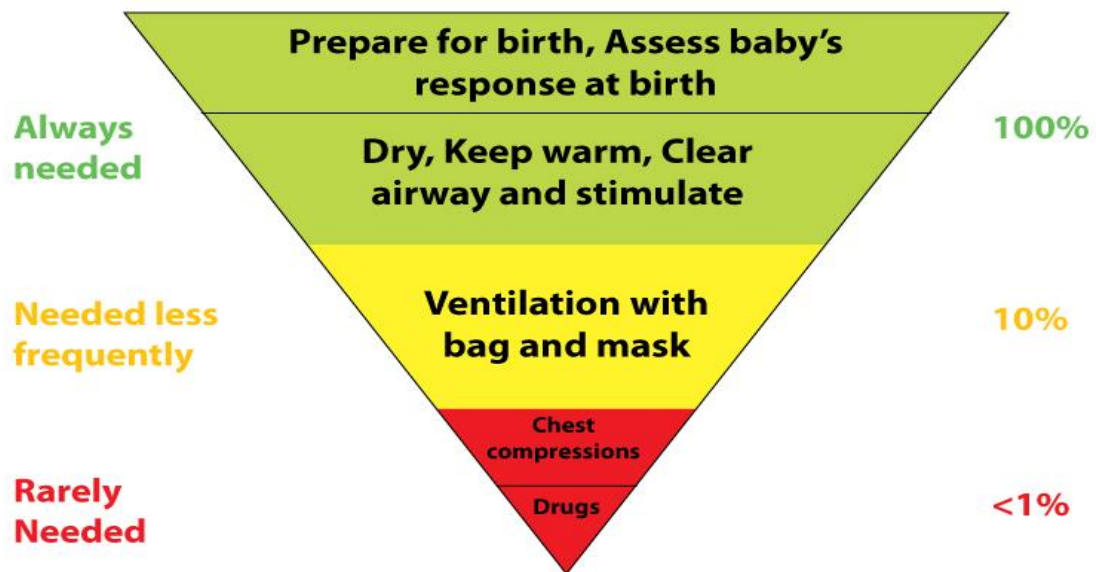 Prepare for birth, Assess baby's
response at birth
Always
needed
100%
Dry, Keep warm, Clear
airway and stimulate
Needed less
frequently
Ventilation with
bag and mask
10%
Chest
compressions
Rarely
Needed
Drugs
<1%